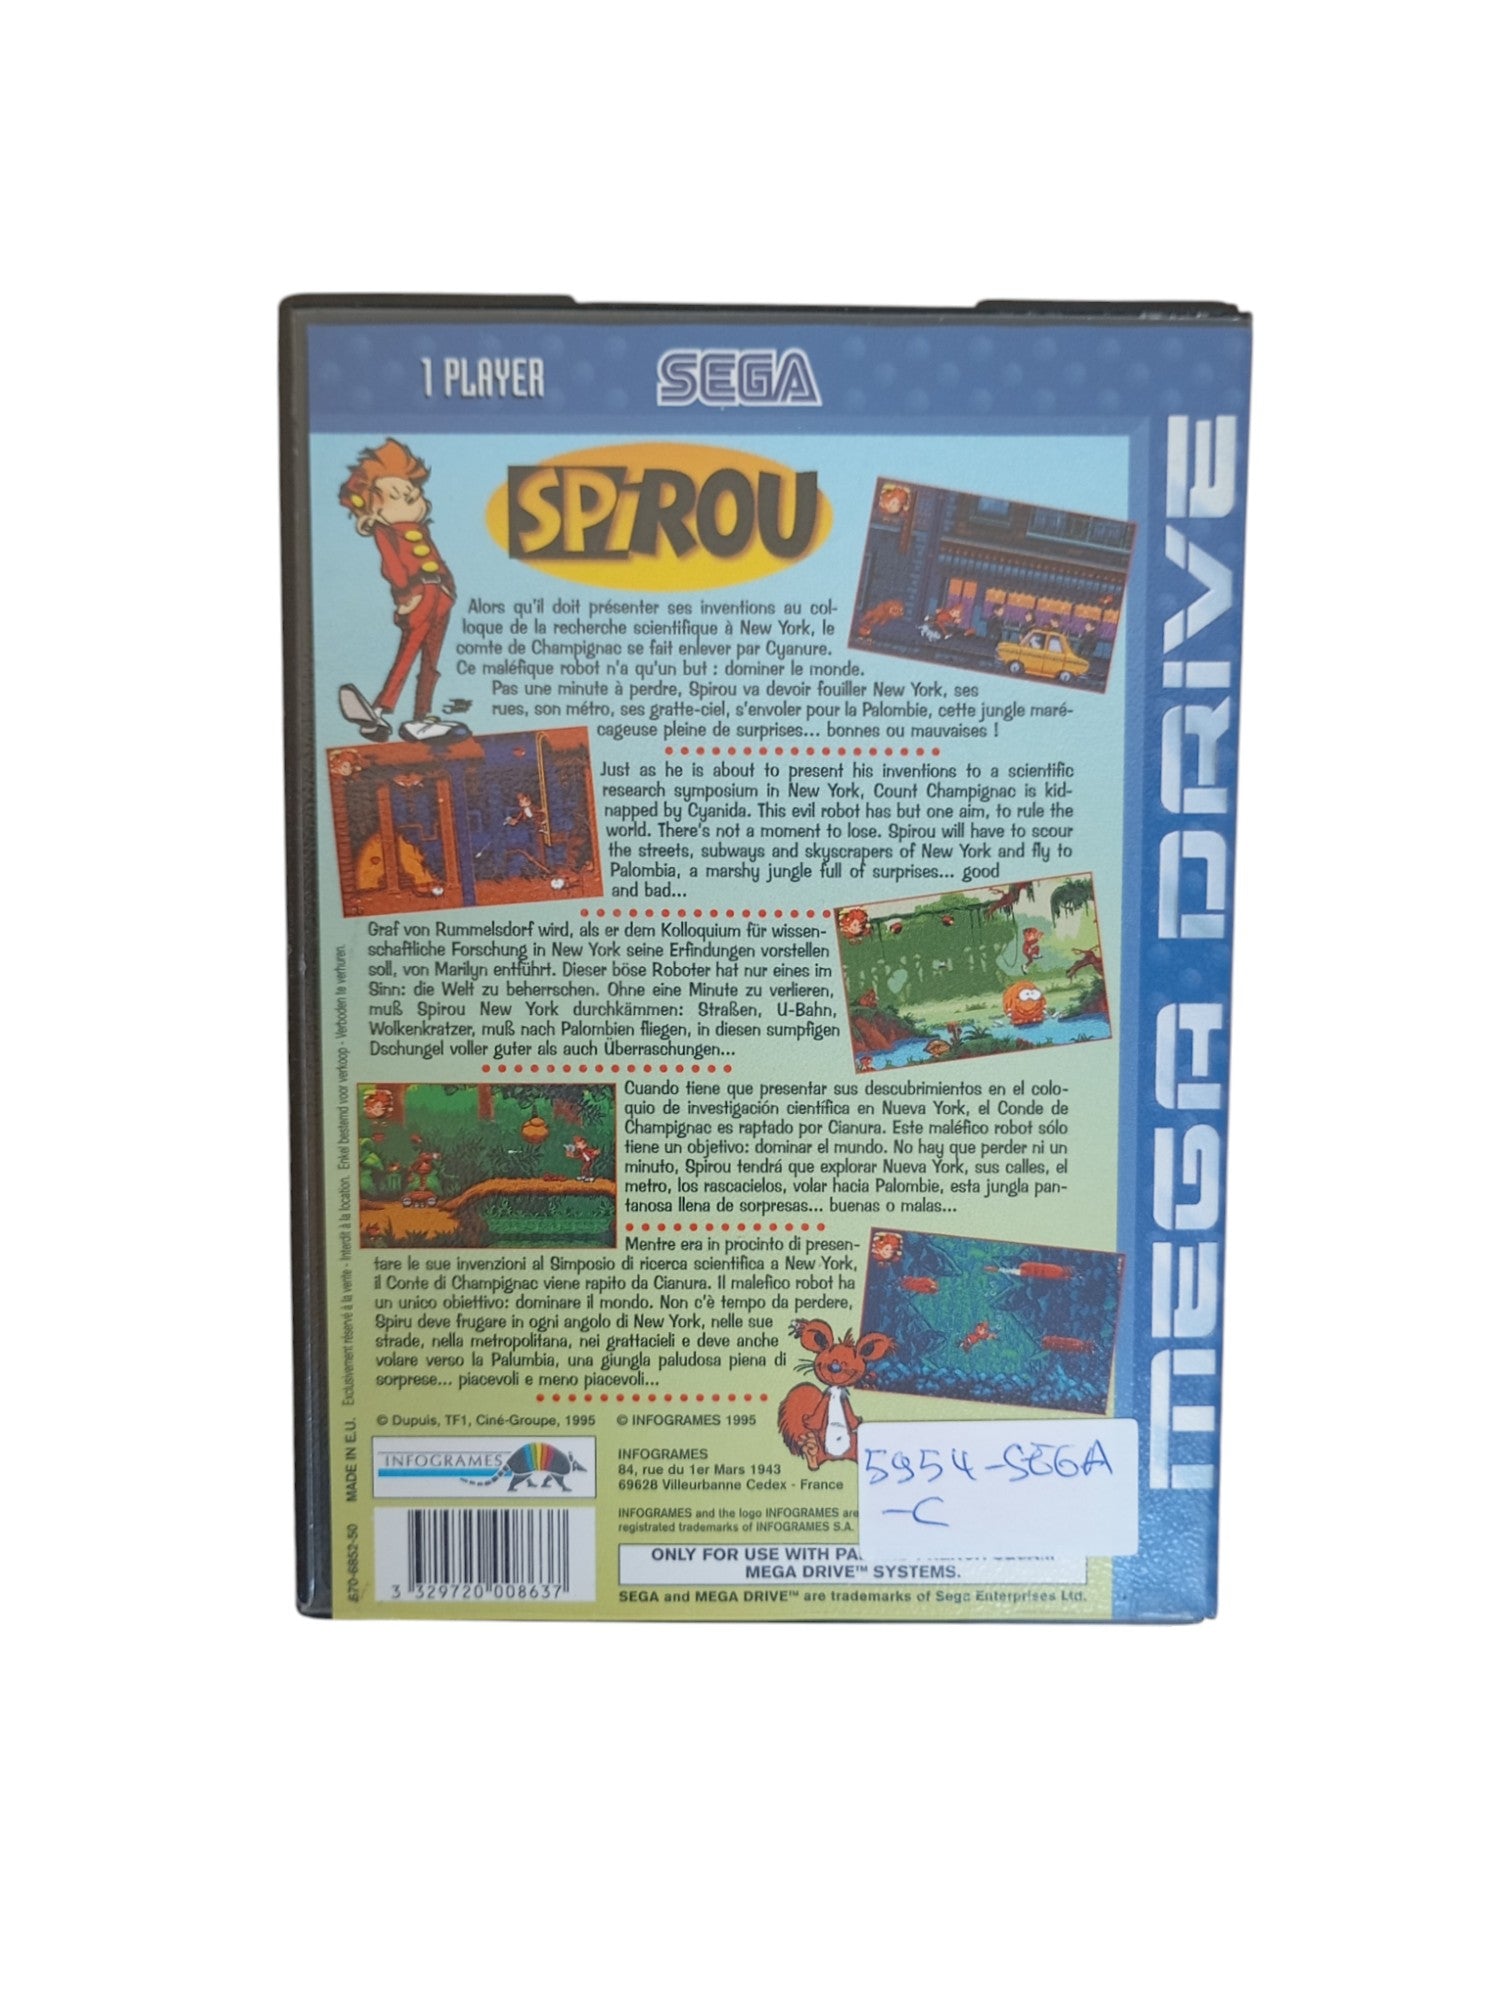 1 PLAYER
SEGA
SPiROU
Alors qu'il doit présenter ses inventions au col-
loque de la recherche scientifique à New York, le
comte de Champignac se fait enlever par Cyanure.
Ce maléfique robot n'a qu'un but : dominer le monde.
Pas une minute à perdre, Spirou va devoir fouiller New York, ses
rues, son métro, ses gratte-ciel, s'envoler pour la Palombie, cette jungle maré-
cageuse pleine de surprises... bonnes ou mauvaises !
Just as he is about to present his inventions to a scientific
research symposium in New York, Count Champignac is kid-
napped by Cyanida. This evil robot has but one aim, to rule the
world. There's not a moment to lose. Spirou will have to scour
the streets, subways and skyscrapers of New York and fly to
Palombia, a marshy jungle full of surprises... good
and bad...
Graf von Rummelsdorf wird, als er dem Kolloquium für wissen-
schaftliche Forschung in New York seine Erfindungen vorstellen
soll, von Marilyn entführt. Dieser böse Roboter hat nur eines im
Sinn: die Welt zu beherrschen. Ohne eine Minute zu verlieren,
muß Spirou New York durchkämmen: Straßen, U-Bahn,
Wolkenkratzer, muß nach Palombien fliegen, in diesen sumpfigen
Dschungel voller guter als auch Überraschungen...
Cuando tiene que presentar sus descubrimientos en el colo-
quio de investigación científica en Nueva York, el Conde de
Champignac es raptado por Cianura. Este maléfico robot sólo
tiene un objetivo: dominar el mundo. No hay que perder ni un
minuto, Spirou tendrá que explorar Nueva York, sus calles, el
metro, los rascacielos, volar hacia Palombie, esta jungla pan-
tanosa llena de sorpresas... buenas o malas...
Mentre era in procinto di presen-
tare le sue invenzioni al Simposio di ricerca scientifica a New York,
il Conte di Champignac viene rapito da Cianura. Il malefico robot ha
un unico obiettivo: dominare il mondo. Non c'è tempo da perdere,
Spiru deve frugare in ogni angolo di New York, nelle sue
strade, nella metropolitana, nei grattacieli e deve anche
volare verso la Palumbia, una giungla paludosa piena di
sorprese... piacevoli e meno piacevoli...
© Dupuis, TF1, Ciné-Groupe, 1995 © INFOGRAMES 1995
INFOGRAMES
INFOGRAMES
84, rue du 1er Mars 1943
69628 Villeurbanne Cedex - France
INFOGRAMES and the logo INFOGRAMES are
registrated trademarks of INFOGRAMES S.A.
ONLY FOR USE WITH
MEGA DRIVE™ SYSTEMS.
SEGA and MEGA DRIVE™ are trademarks of Sega Enterprises Ltd.
3 329720 008637
5954-SEGA
-C
670-6852-50 MADE IN E.U. Exclusivement réservé à la vente - Interdit à la location. Enkel bestemd voor verkoop - Verboden te verhuren.
MEGA DRIVE